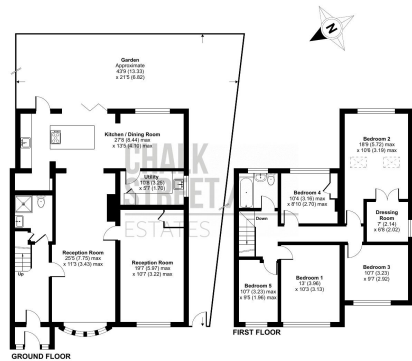 N
Garden
Approximate
43'9 (13.33)
x 21'5 (6.82)
Kitchen / Dining Room
27'8 (8.44) max
x 13'5 (4.10) max
Utility
10'8 (3.25)
x 5'7 (1.70)
CHALK
STREET
ESTATES
Reception Room
25'5 (7.75) max
x 11'3 (3.43) max
Reception Room
19'7 (5.97) max
x 10'7 (3.22) max
Up
GROUND FLOOR
Bedroom 2
18'9 (5.72) max
x 10'6 (3.19) max
Bedroom 4
10'4 (3.16) max
x 8'10 (2.70) max
Dressing
Room
7' (2.14)
x 6'8 (2.02)
Down
Bedroom 5
10'7 (3.23) max
x 9'5 (1.96) max
Bedroom 1
13' (3.96)
x 10'3 (3.13)
Bedroom 3
10'7 (3.23)
x 9'7 (2.92)
FIRST FLOOR